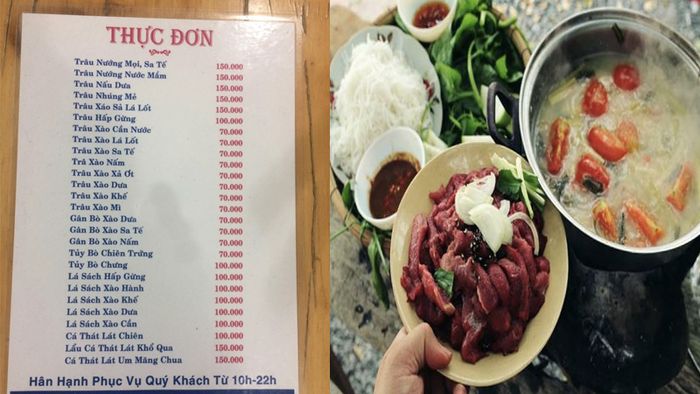 THỰC ĐƠN
Trâu Nướng Mọi, Sa Tế 150.000
Trâu Nướng Nước Mắm 150.000
Trâu Nấu Dưa 150.000
Trâu Nhúng Mẻ 150.000
Trâu Xáo Sả Lá Lốt 150.000
Trâu Hấp Gừng 100.000
Trâu Xào Cần Nước 70.000
Trâu Xào Lá Lốt 70.000
Trâu Xào Sa Tế 70.000
Trâ Xào Nấm 70.000
Trâu Xào Xả Ớt 70.000
Trâu Xào Dưa 70.000
Trâu Xào Khế 70.000
Trâu Xào Mì 70.000
Gân Bò Xào Dưa 70.000
Gân Bò Xào Sa Tế 70.000
Gân Bò Xào Nấm 70.000
Tủy Bò Chiên Trứng 70.000
Tủy Bò Chưng 100.000
Lá Sách Hấp Gừng 100.000
Lá Sách Xào Hành 100.000
Lá Sách Xào Khế 100.000
Lá Sách Xào Dưa 100.000
Lá Sách Xào Cần 100.000
Cá Thát Lát Chiên 100.000
Lẩu Cá Thát Lát Khổ Qua 150.000
Cá Thát Lát Um Măng Chua 150.000
Hân Hạnh Phục Vụ Quý Khách Từ 10h-22h